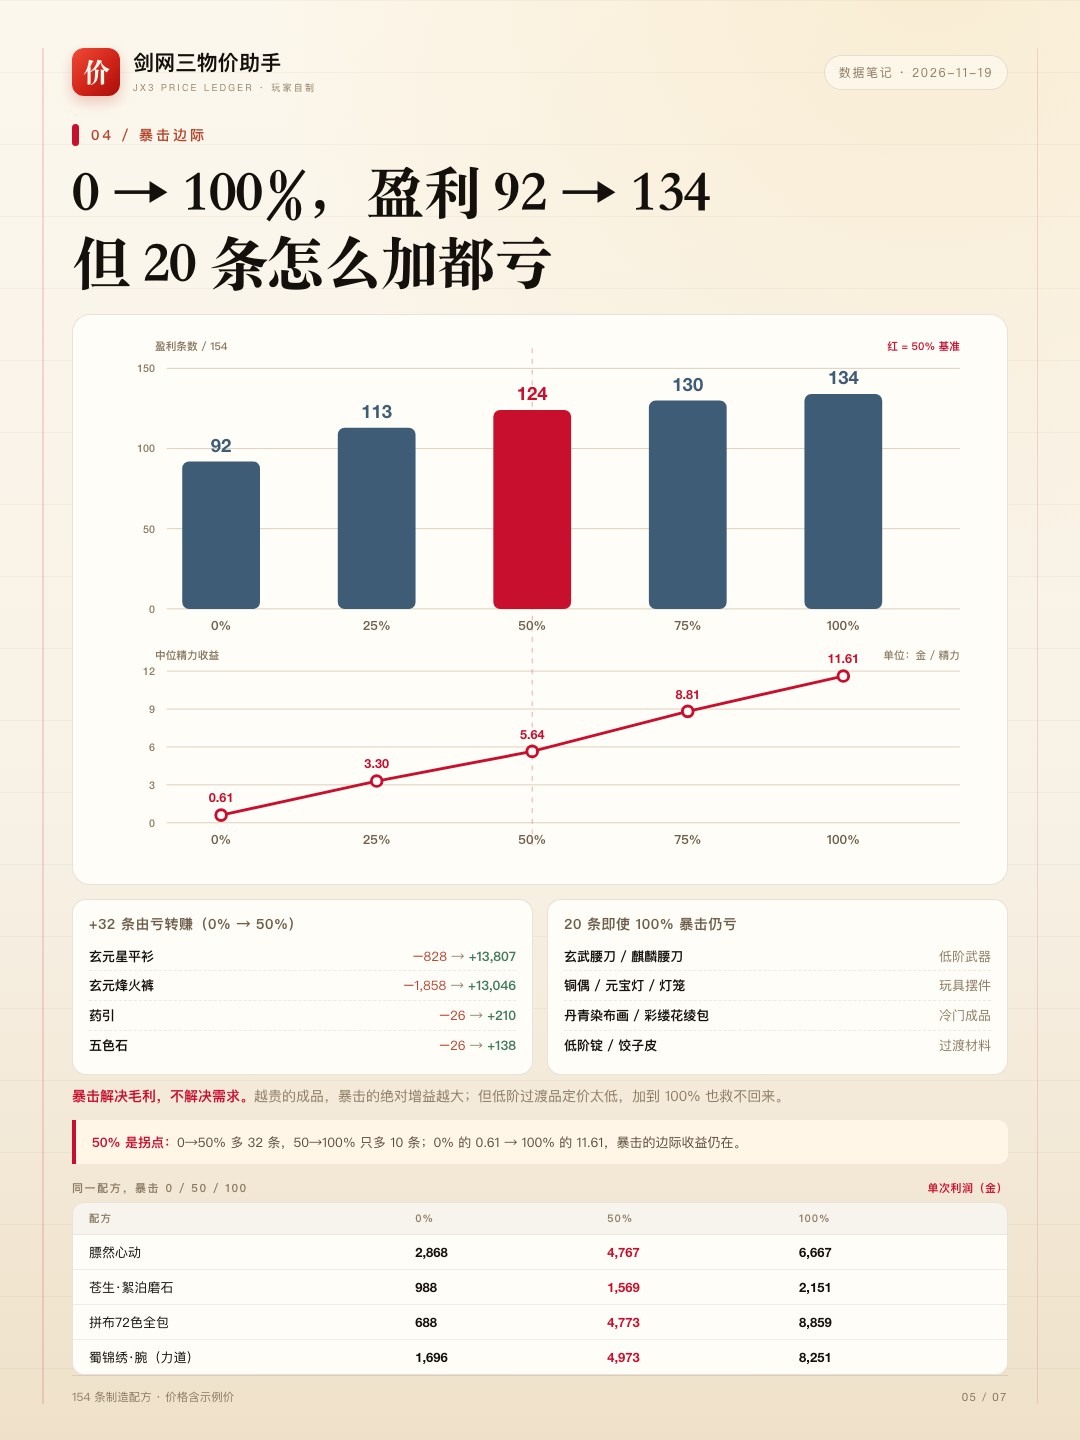 价
剑网三物价助手
JX3 PRICE LEDGER · 玩家自制
数据笔记 · 2026-11-19
04 / 暴击边际
0 → 100%，盈利 92 → 134
但 20 条怎么加都亏
盈利条数 / 154
红 = 50% 基准
150
100
50
0
92
113
124
130
134
0%
25%
50%
75%
100%
中位精力收益
单位：金 / 精力
12
9
6
3
0
0.61
3.30
5.64
8.81
11.61
0%
25%
50%
75%
100%
+32 条由亏转赚（0% → 50%）
玄元星平衫 −828 → +13,807
玄元烽火裤 −1,858 → +13,046
药引 −26 → +210
五色石 −26 → +138
20 条即使 100% 暴击仍亏
玄武腰刀 / 麒麟腰刀 低阶武器
铜偶 / 元宝灯 / 灯笼 玩具摆件
丹青染布画 / 彩缕花绫包 冷门成品
低阶锭 / 饺子皮 过渡材料
暴击解决毛利，不解决需求。越贵的成品，暴击的绝对增益越大；但低阶过渡品定价太低，加到 100% 也救不回来。
50% 是拐点：0→50% 多 32 条，50→100% 只多 10 条；0% 的 0.61 → 100% 的 11.61，暴击的边际收益仍在。
同一配方，暴击 0 / 50 / 100
单次利润（金）
配方 0% 50% 100%
膘然心动 2,868 4,767 6,667
苍生·絮泊磨石 988 1,569 2,151
拼布72色全包 688 4,773 8,859
蜀锦绣·腕（力道） 1,696 4,973 8,251
154 条制造配方 · 价格含示例价
05 / 07